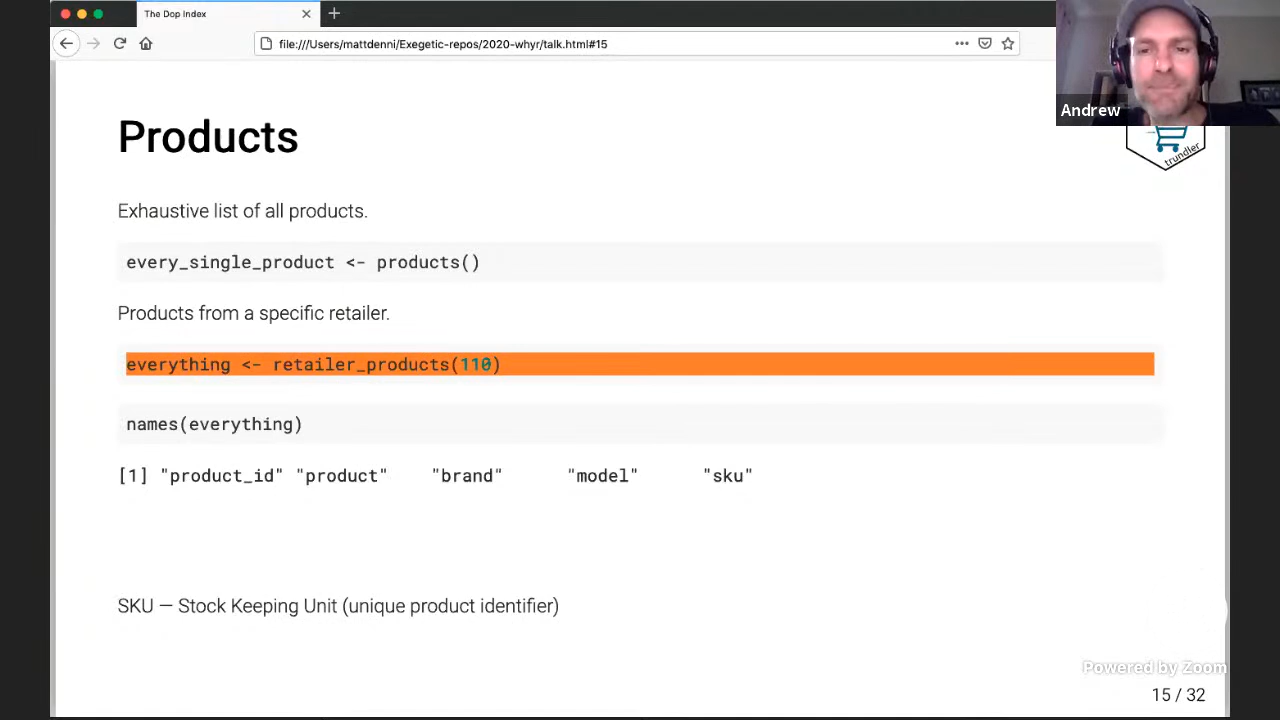 The Dop Index
file:///Users/mattdenni/Exegetic-repos/2020-whyr/talk.html#15
Andrew
trundler
Products
Exhaustive list of all products.
every_single_product <- products()
Products from a specific retailer.
everything <- retailer_products(110)
names(everything)
[1] "product_id" "product" "brand" "model" "sku"
SKU — Stock Keeping Unit (unique product identifier)
Powered by Zoom
15 / 32